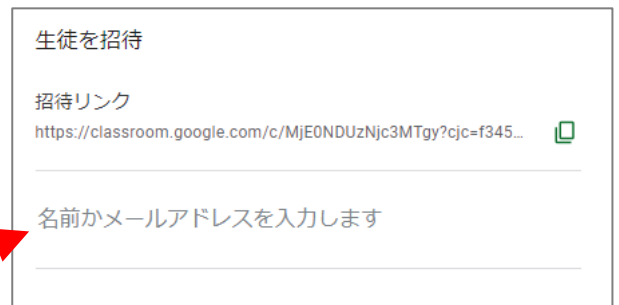 生徒を招待
招待リンク
https://classroom.google.com/c/MjE0NDUzNjc3MTgy?cjc=f345...
名前かメールアドレスを入力します